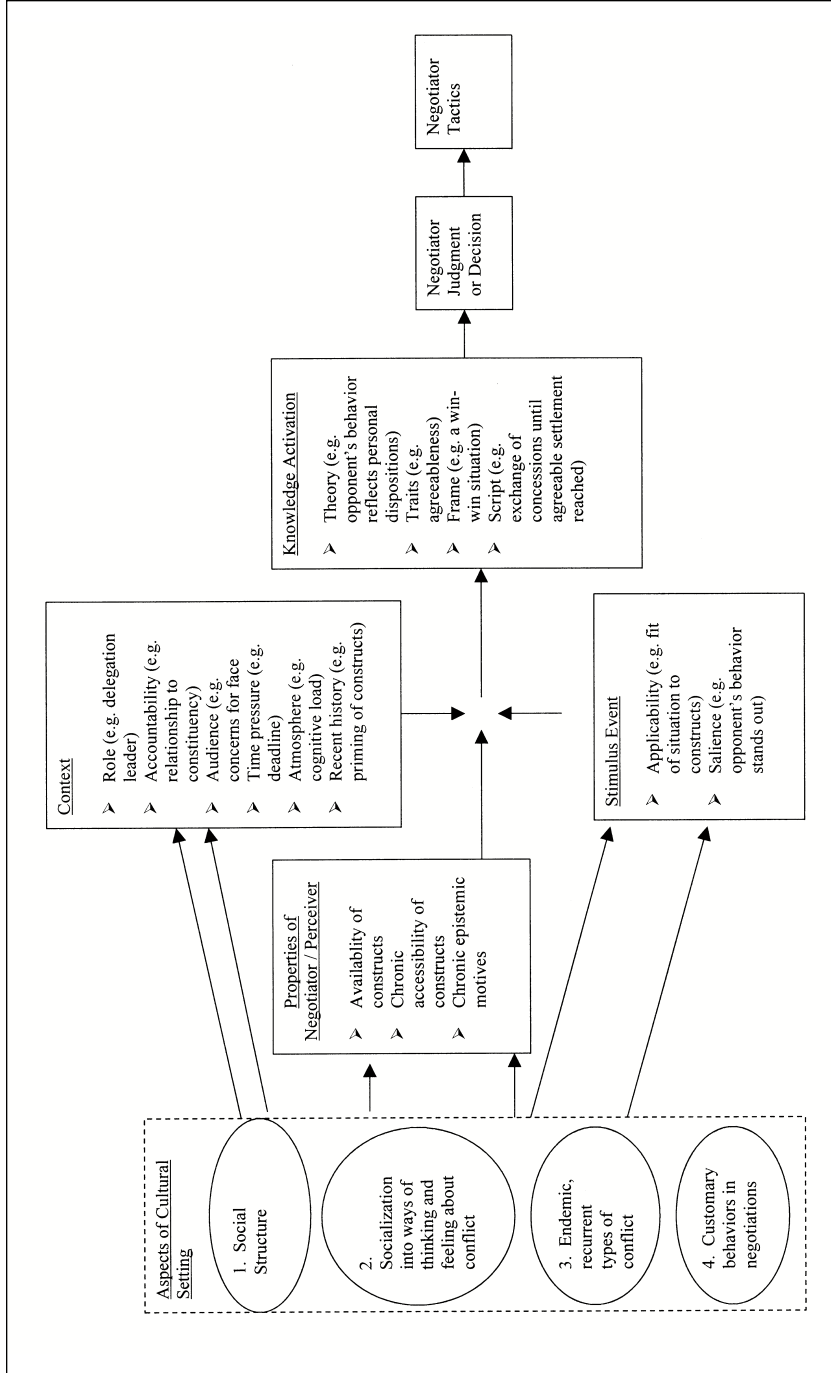 Aspects of Cultural
Setting
1. Social
Structure
2.
Socialization
into ways of
thinking and
feeling about
conflict
3. Endemic,
recurrent
types of
conflict
4. Customary
behaviors in
negotiations
Properties of
Negotiator / Perceiver
➢ Availablity of
constructs
➢ Chronic
accessibility of
constructs
➢ Chronic epistemic
motives
Context
➢ Role (e.g. delegation
leader)
➢ Accountability (e.g.
relationship to
constituency)
➢ Audience (e.g.
concerns for face
➢ Time pressure (e.g.
deadline)
➢ Atmosphere (e.g.
cognitive load)
➢ Recent history (e.g.
priming of constructs)
Stimulus Event
➢ Applicability (e.g. fit
of situation to
constructs)
➢ Salience (e.g.
opponent's behavior
stands out)
Knowledge Activation
➢ Theory (e.g.
opponent's behavior
reflects personal
dispositions)
➢ Traits (e.g.
agreeableness)
➢ Frame (e.g. a win-
win situation)
➢ Script (e.g.
exchange of
concessions until
agreeable settlement
reached)
Negotiator
Judgment
or Decision
Negotiator
Tactics